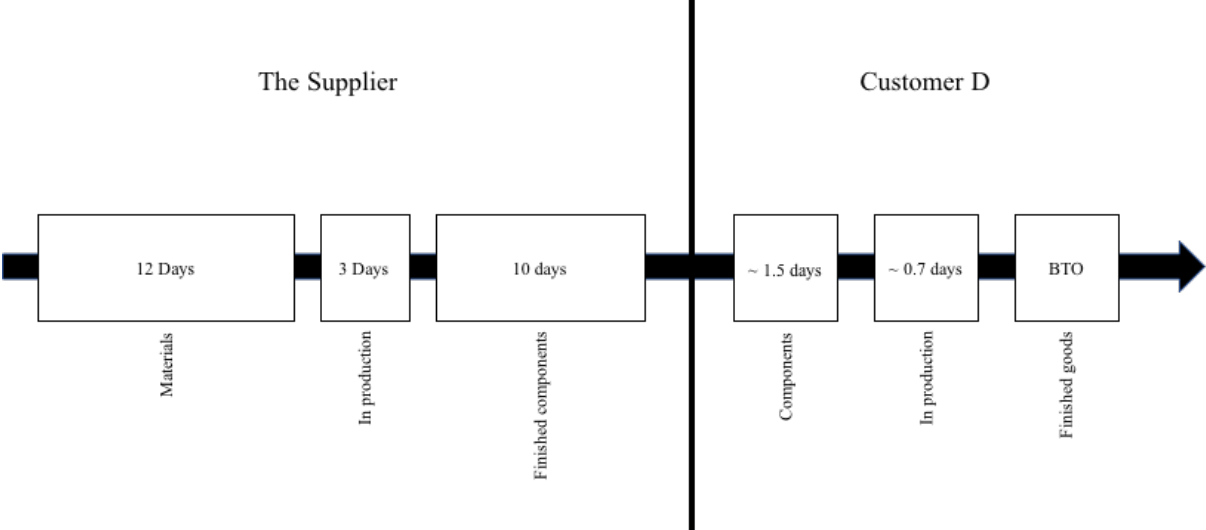 The Supplier
Customer D
12 Days
3 Days
10 days
~ 1.5 days
~ 0.7 days
BTO
Materials
In production
Finished components
Components
In production
Finished goods